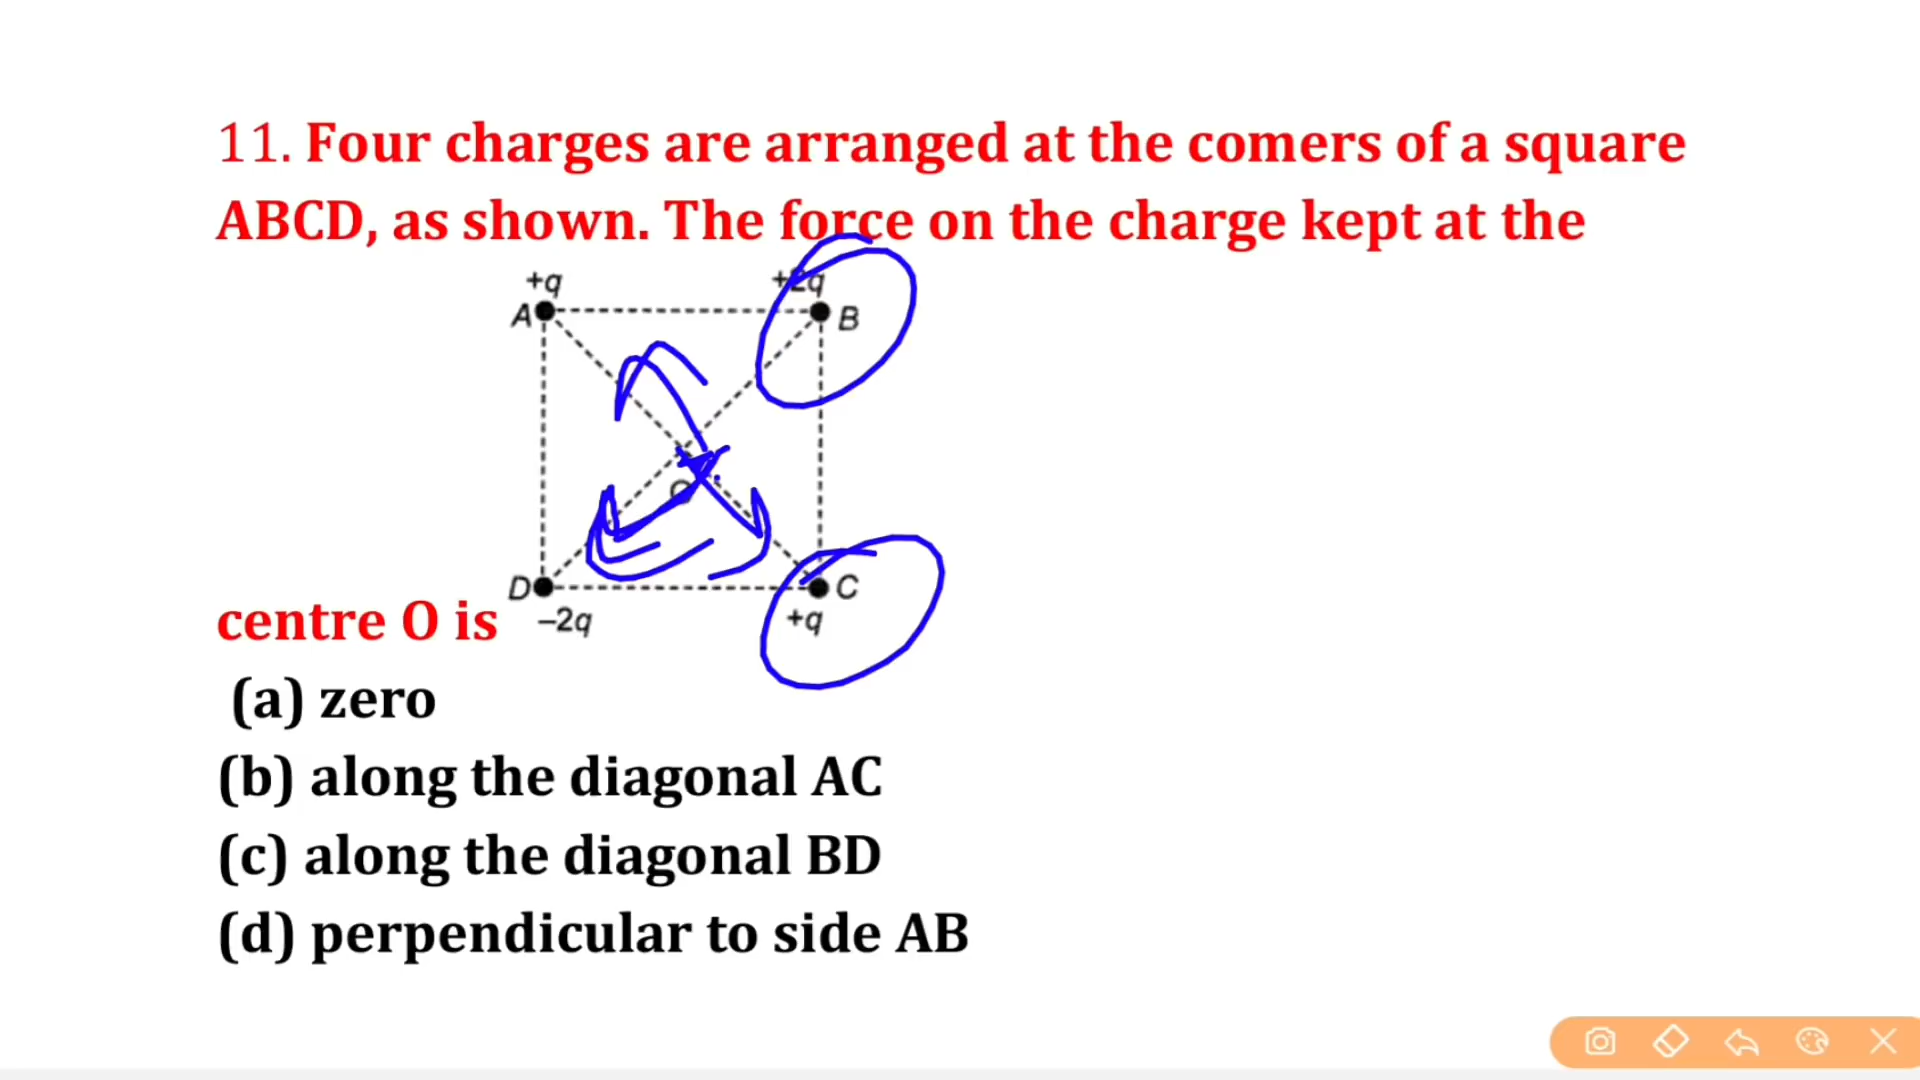 11. Four charges are arranged at the comers of a square
ABCD, as shown. The force on the charge kept at the
+q +2q
A B
O
D C
centre O is -2q +q
(a) zero
(b) along the diagonal AC
(c) along the diagonal BD
(d) perpendicular to side AB